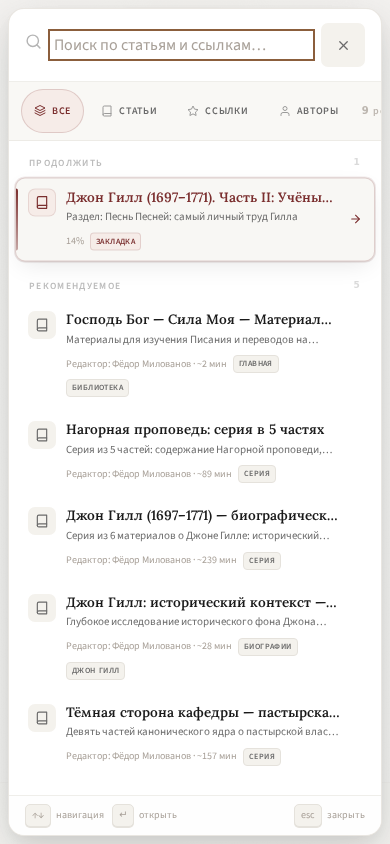 Поиск по статьям и ссылкам…
ВСЕ СТАТЬИ ССЫЛКИ АВТОРЫ 9
ПРОДОЛЖИТЬ 1
Джон Гилл (1697–1771). Часть II: Учёны…
Раздел: Песнь Песней: самый личный труд Гилла
14% ЗАКЛАДКА
РЕКОМЕНДУЕМОЕ 5
Господь Бог — Сила Моя — Материал…
Материалы для изучения Писания и переводов на…
Редактор: Фёдор Милованов · ~2 мин ГЛАВНАЯ
БИБЛИОТЕКА
Нагорная проповедь: серия в 5 частях
Серия из 5 частей: содержание Нагорной проповеди,…
Редактор: Фёдор Милованов · ~89 мин СЕРИЯ
Джон Гилл (1697–1771) — биографическ…
Серия из 6 материалов о Джоне Гилле: исторический…
Редактор: Фёдор Милованов · ~239 мин СЕРИЯ
Джон Гилл: исторический контекст —…
Глубокое исследование исторического фона Джона…
Редактор: Фёдор Милованов · ~28 мин БИОГРАФИИ
ДЖОН ГИЛЛ
Тёмная сторона кафедры — пастырска…
Девять частей канонического ядра о пастырской влас…
Редактор: Фёдор Милованов · ~157 мин СЕРИЯ
↑↓ навигация ↵ открыть esc закрыть